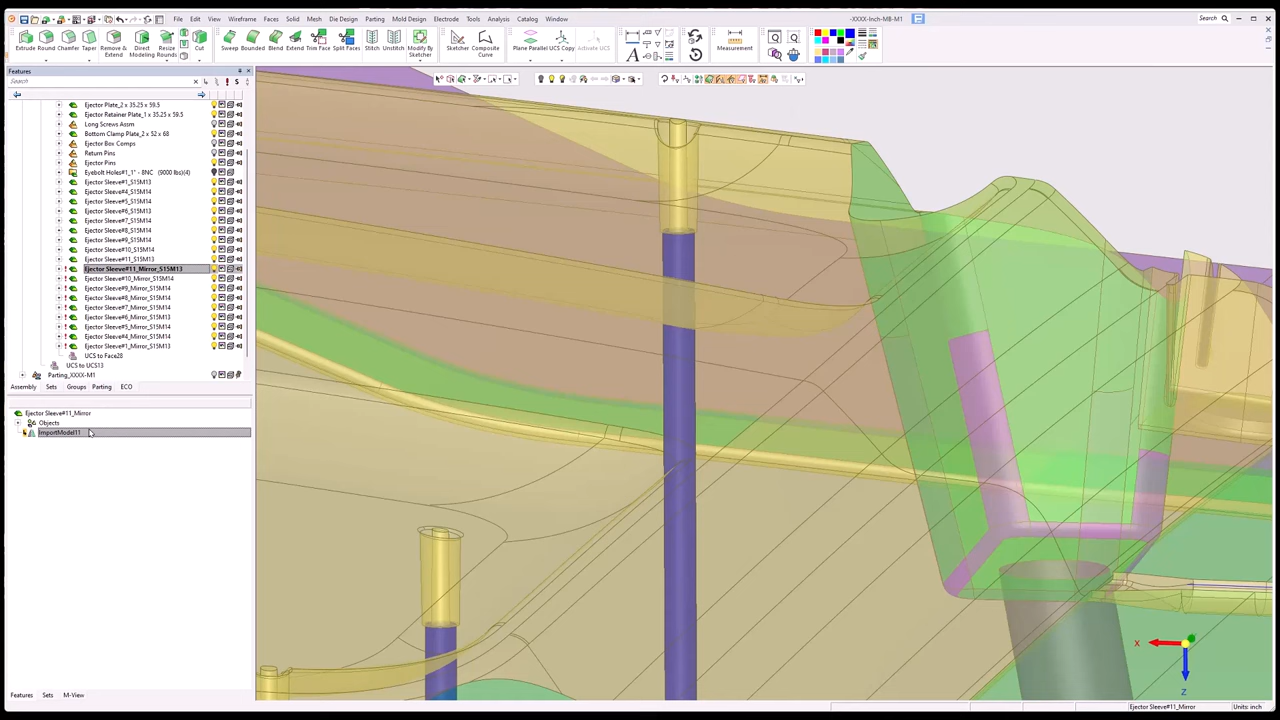 File Edit View Wireframe Faces Solid Mesh Die Design Parting Mold Design Electrode Tools Analysis Catalog Window
-XXXX-Inch-MB-M1
Search
Extrude Round Chamfer Taper Remove & Extend Direct Modeling Resize Rounds Cut Sweep Bounded Blend Extend Trim Face Split Faces Stitch Unstitch Modify By Sketcher Sketcher Composite Curve Plane Parallel UCS Copy Activate UCS Measurement
Features
Search
Ejector Plate_2 x 35.25 x 59.5
Ejector Retainer Plate_1 x 35.25 x 59.5
Long Screws Assm
Bottom Clamp Plate_2 x 52 x 68
Ejector Box Comps
Return Pins
Ejector Pins
Eyebolt Holes#1_1" - 8NC (9000 lbs)(4)
Ejector Sleeve#1_S15M13
Ejector Sleeve#4_S15M14
Ejector Sleeve#5_S15M14
Ejector Sleeve#6_S15M13
Ejector Sleeve#7_S15M14
Ejector Sleeve#8_S15M14
Ejector Sleeve#9_S15M14
Ejector Sleeve#10_S15M14
Ejector Sleeve#11_S15M13
Ejector Sleeve#11_Mirror_S15M13
Ejector Sleeve#10_Mirror_S15M14
Ejector Sleeve#9_Mirror_S15M14
Ejector Sleeve#8_Mirror_S15M14
Ejector Sleeve#7_Mirror_S15M14
Ejector Sleeve#6_Mirror_S15M13
Ejector Sleeve#5_Mirror_S15M14
Ejector Sleeve#4_Mirror_S15M14
Ejector Sleeve#1_Mirror_S15M13
UCS to Face28
UCS to UCS13
Parting_XXXX-M1
Assembly Sets Groups Parting ECO
Ejector Sleeve#11_Mirror
Objects
ImportModel11
X
Z
Features Sets M-View
Ejector Sleeve#11_Mirror Units: inch